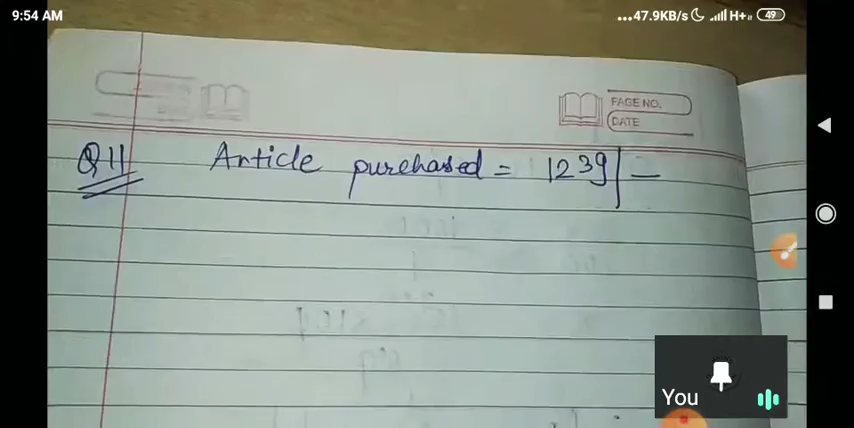 9:54 AM
...47.9KB/s H+ 49
PAGE NO.
DATE
Q11 Article purchased = 1239/-
You